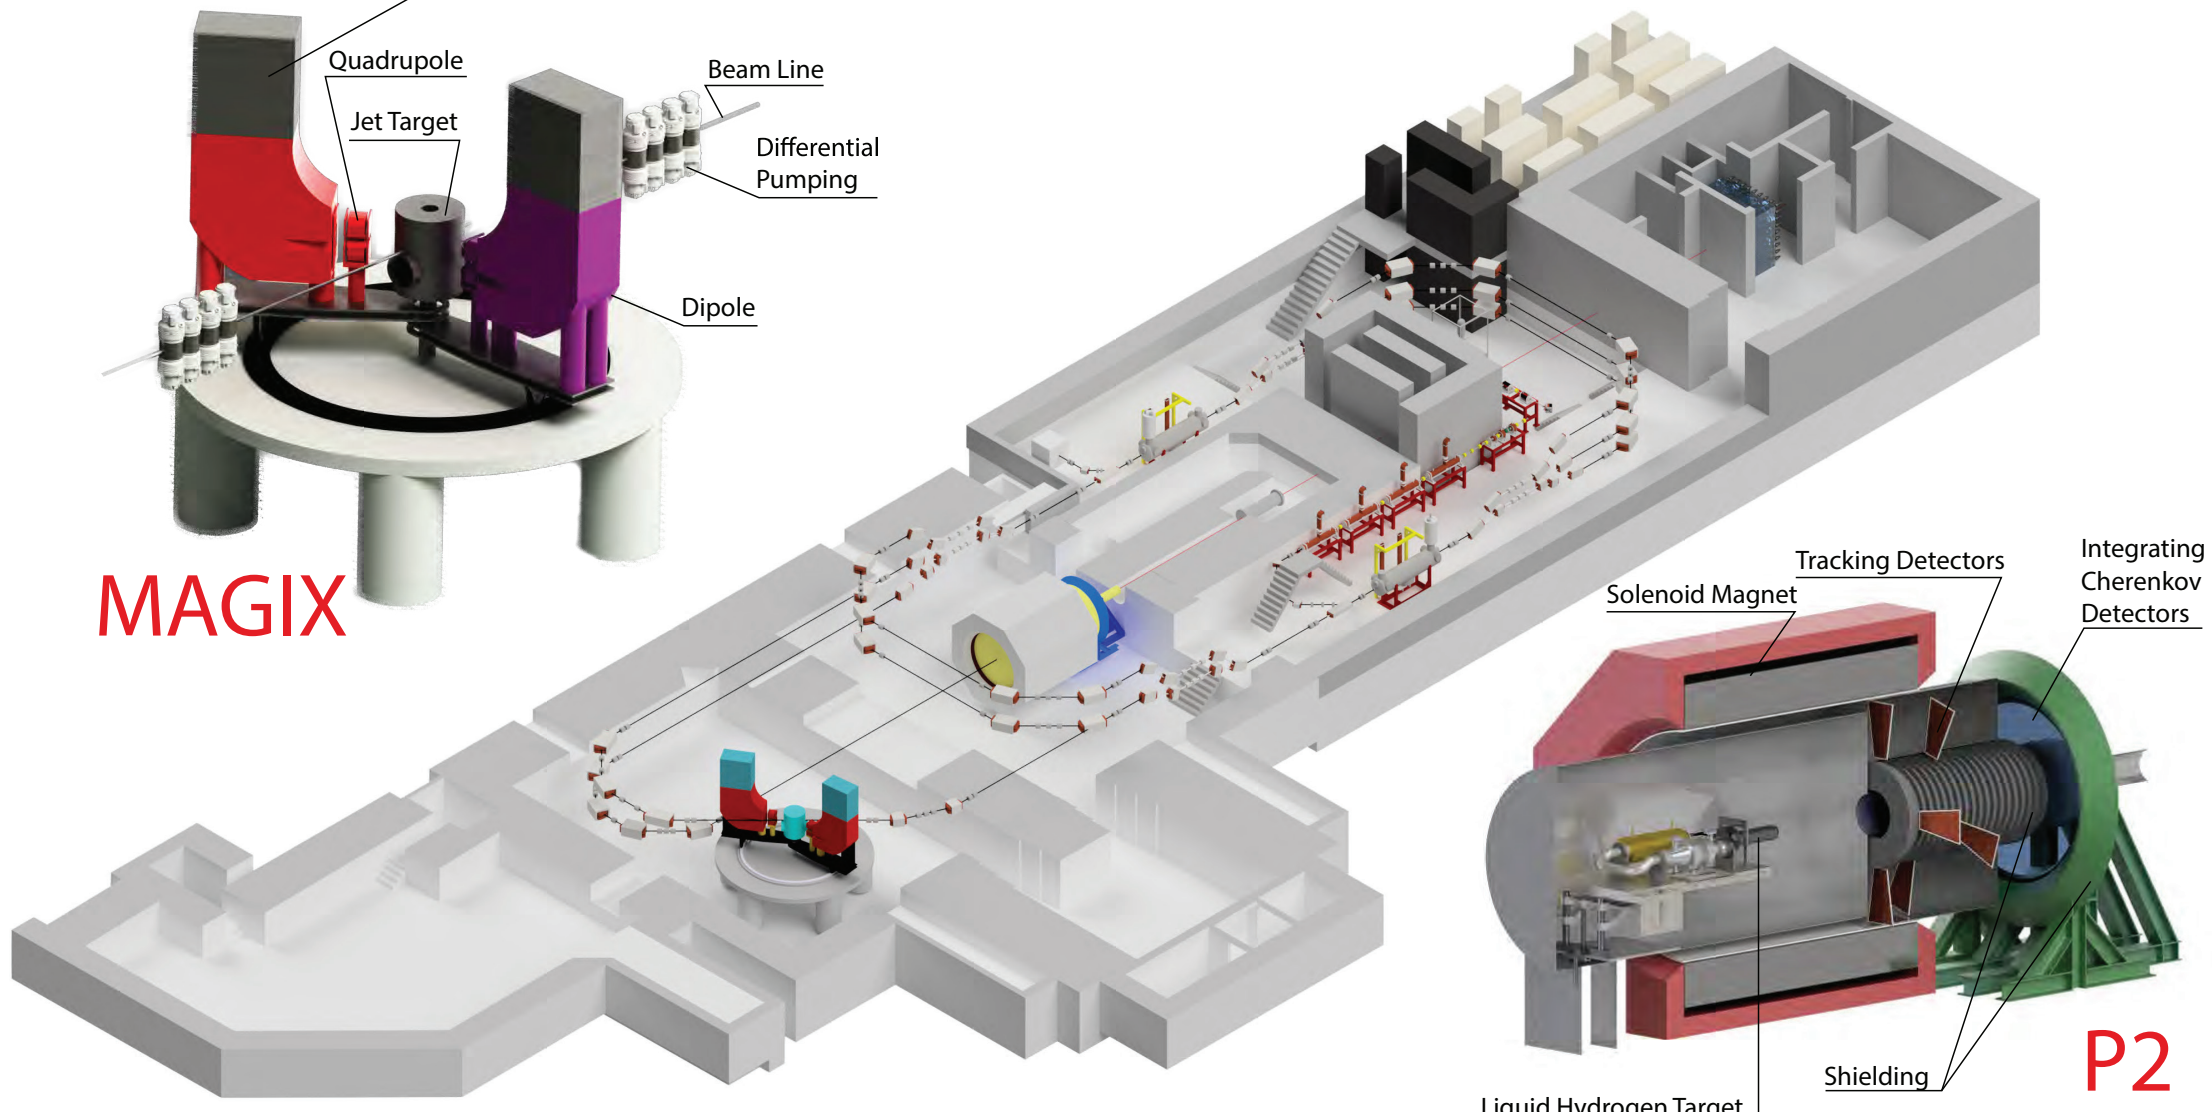 Quadrupole
Beam Line
Jet Target
Differential
Pumping
Dipole
MAGIX
Tracking Detectors
Integrating
Cherenkov
Detectors
Solenoid Magnet
Shielding
P2
Liquid Hydrogen Target